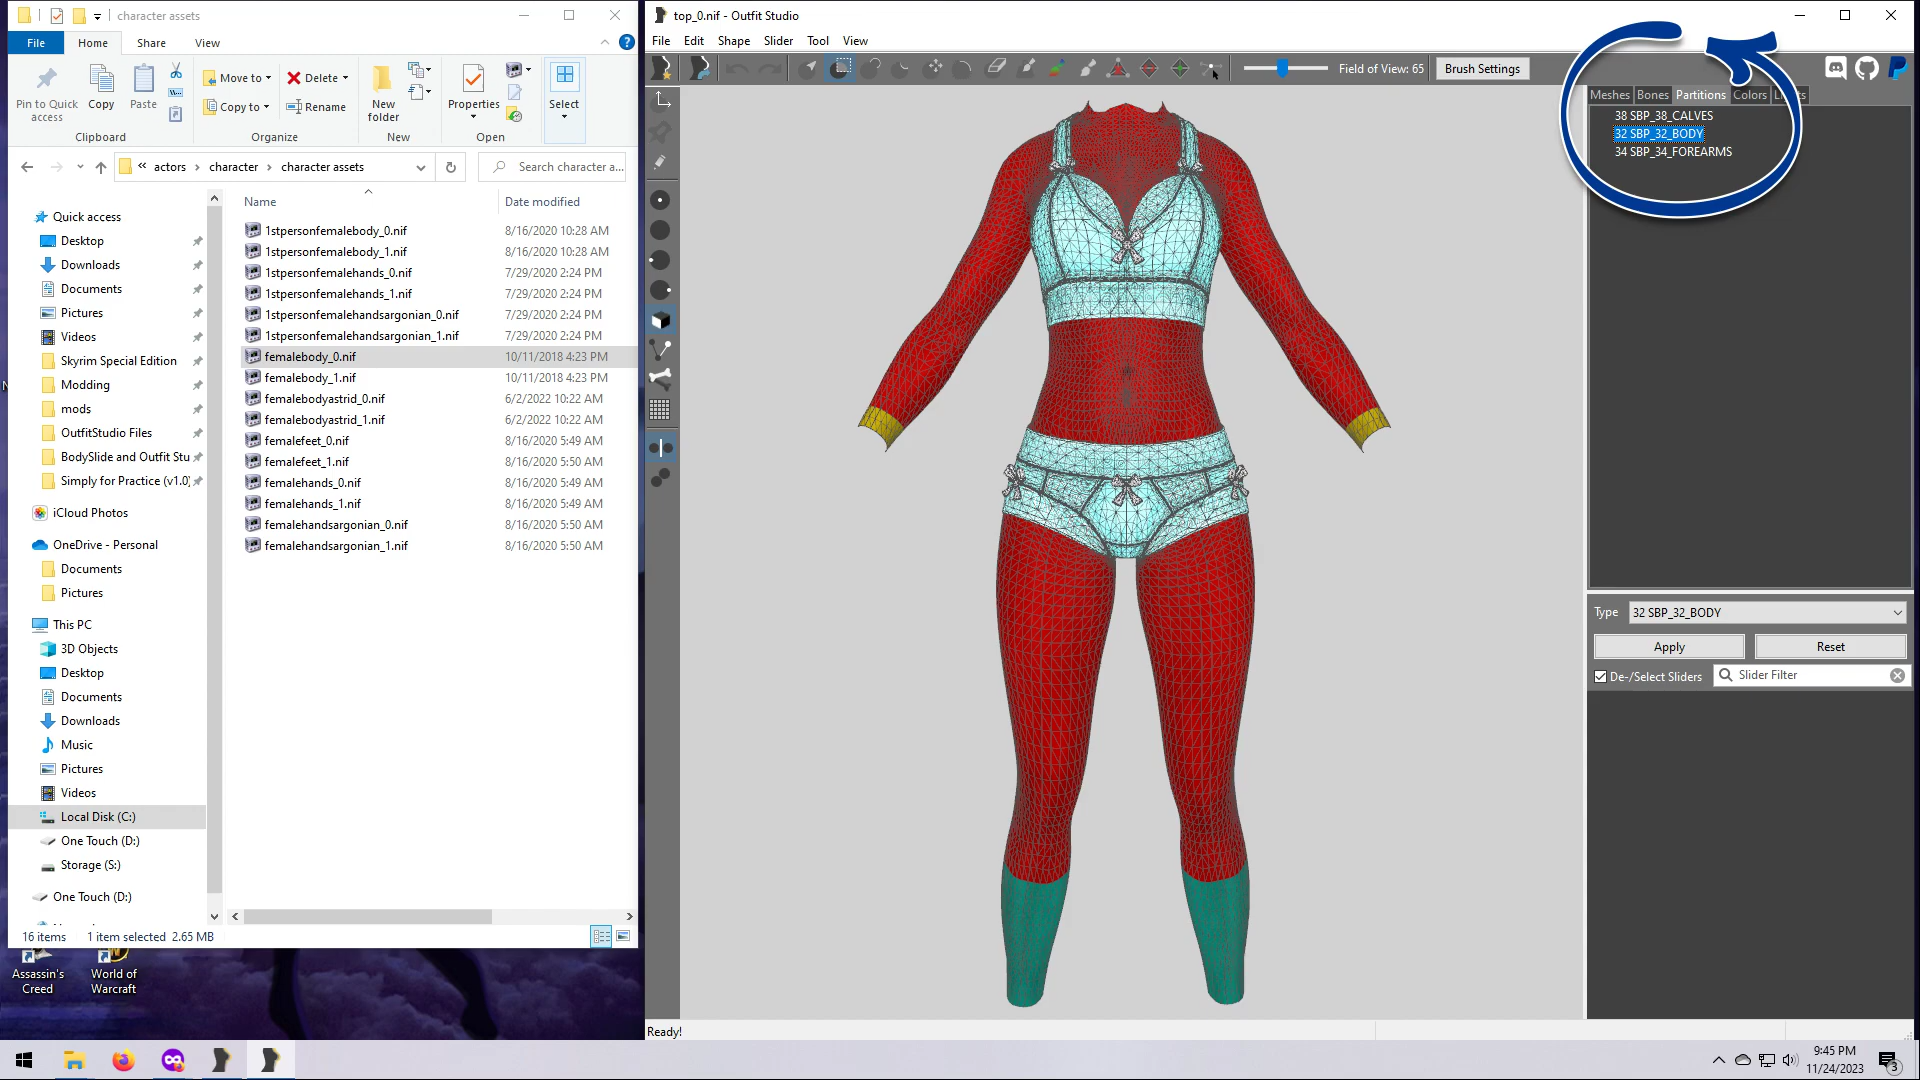 character assets
File
Home
Share
View
Pin to Quick access
Copy
Paste
Move to
Copy to
Delete
Rename
New folder
Properties
Select
Clipboard
Organize
New
Open
« actors › character › character assets
Search character a...
Quick access
Desktop
Downloads
Documents
Pictures
Videos
Skyrim Special Edition
Modding
mods
OutfitStudio Files
BodySlide and Outfit Stu
Simply for Practice (v1.0)
iCloud Photos
OneDrive - Personal
Documents
Pictures
This PC
3D Objects
Desktop
Documents
Downloads
Music
Pictures
Videos
Local Disk (C:)
One Touch (D:)
Storage (S:)
One Touch (D:)
Name Date modified
1stpersonfemalebody_0.nif 8/16/2020 10:28 AM
1stpersonfemalebody_1.nif 8/16/2020 10:28 AM
1stpersonfemalehands_0.nif 7/29/2020 2:24 PM
1stpersonfemalehands_1.nif 7/29/2020 2:24 PM
1stpersonfemalehandsargonian_0.nif 7/29/2020 2:24 PM
1stpersonfemalehandsargonian_1.nif 7/29/2020 2:24 PM
femalebody_0.nif 10/11/2018 4:23 PM
femalebody_1.nif 10/11/2018 4:23 PM
femalebodyastrid_0.nif 6/2/2022 10:22 AM
femalebodyastrid_1.nif 6/2/2022 10:22 AM
femalefeet_0.nif 8/16/2020 5:49 AM
femalefeet_1.nif 8/16/2020 5:50 AM
femalehands_0.nif 8/16/2020 5:49 AM
femalehands_1.nif 8/16/2020 5:49 AM
femalehandsargonian_0.nif 8/16/2020 5:50 AM
femalehandsargonian_1.nif 8/16/2020 5:50 AM
16 items 1 item selected 2.65 MB
Assassin's Creed
World of Warcraft
top_0.nif - Outfit Studio
File Edit Shape Slider Tool View
Field of View: 65
Brush Settings
Meshes Bones Partitions Colors
38 SBP_38_CALVES
32 SBP_32_BODY
34 SBP_34_FOREARMS
Type 32 SBP_32_BODY
Apply Reset
De-/Select Sliders Slider Filter
Ready!
9:45 PM
11/24/2023
3